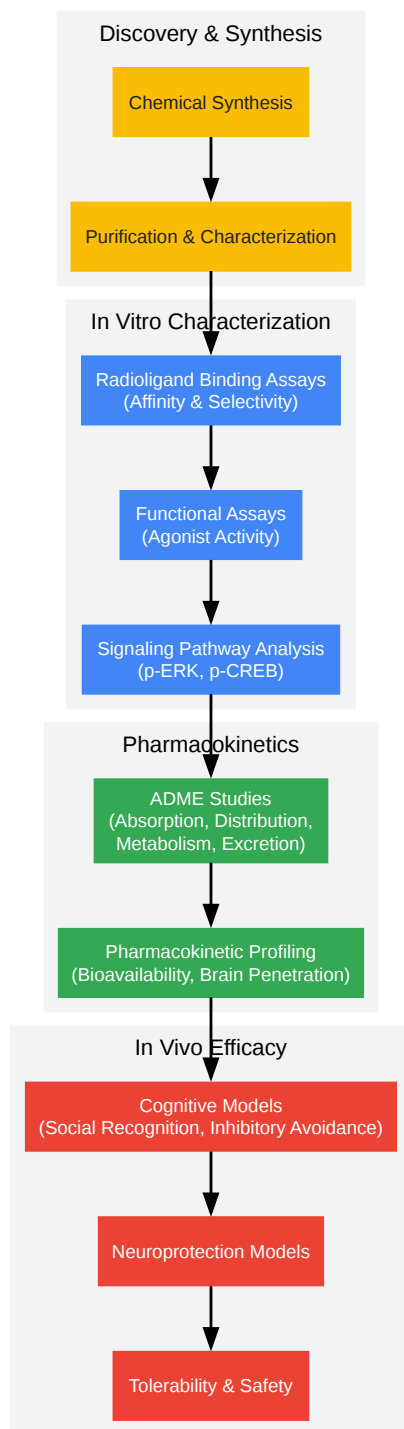 Discovery & Synthesis
Chemical Synthesis
Purification & Characterization
In Vitro Characterization
Radioligand Binding Assays
(Affinity & Selectivity)
Functional Assays
(Agonist Activity)
Signaling Pathway Analysis
(p-ERK, p-CREB)
Pharmacokinetics
ADME Studies
(Absorption, Distribution,
Metabolism, Excretion)
Pharmacokinetic Profiling
(Bioavailability, Brain Penetration)
In Vivo Efficacy
Cognitive Models
(Social Recognition, Inhibitory Avoidance)
Neuroprotection Models
Tolerability & Safety